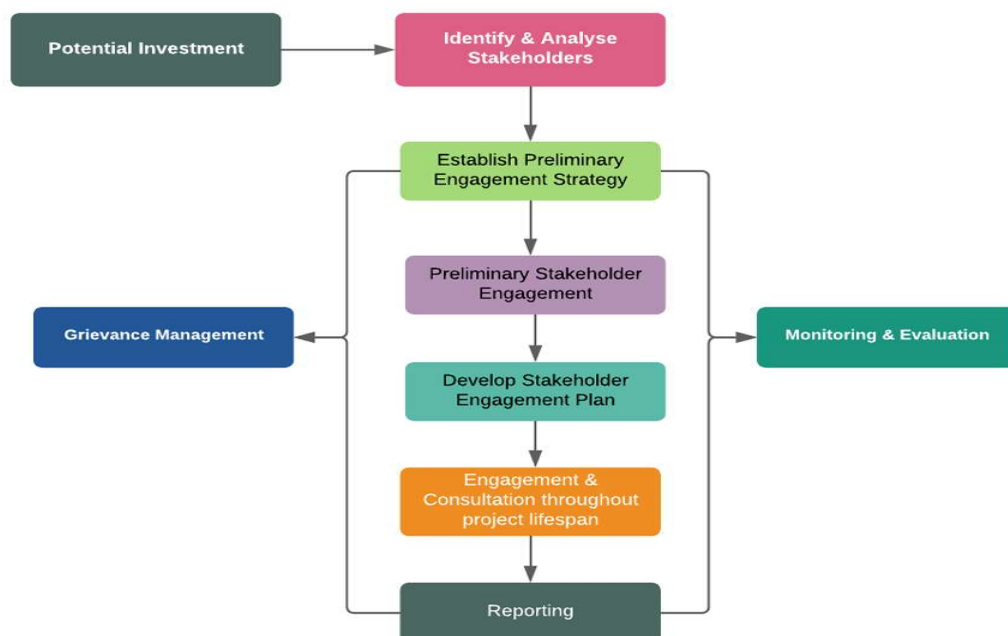 Potential Investment
Identify & Analyse
Stakeholders
Establish Preliminary
Engagement Strategy
Preliminary Stakeholder
Engagement
Grievance Management
Monitoring & Evaluation
Develop Stakeholder
Engagement Plan
Engagement &
Consultation throughout
project lifespan
Reporting